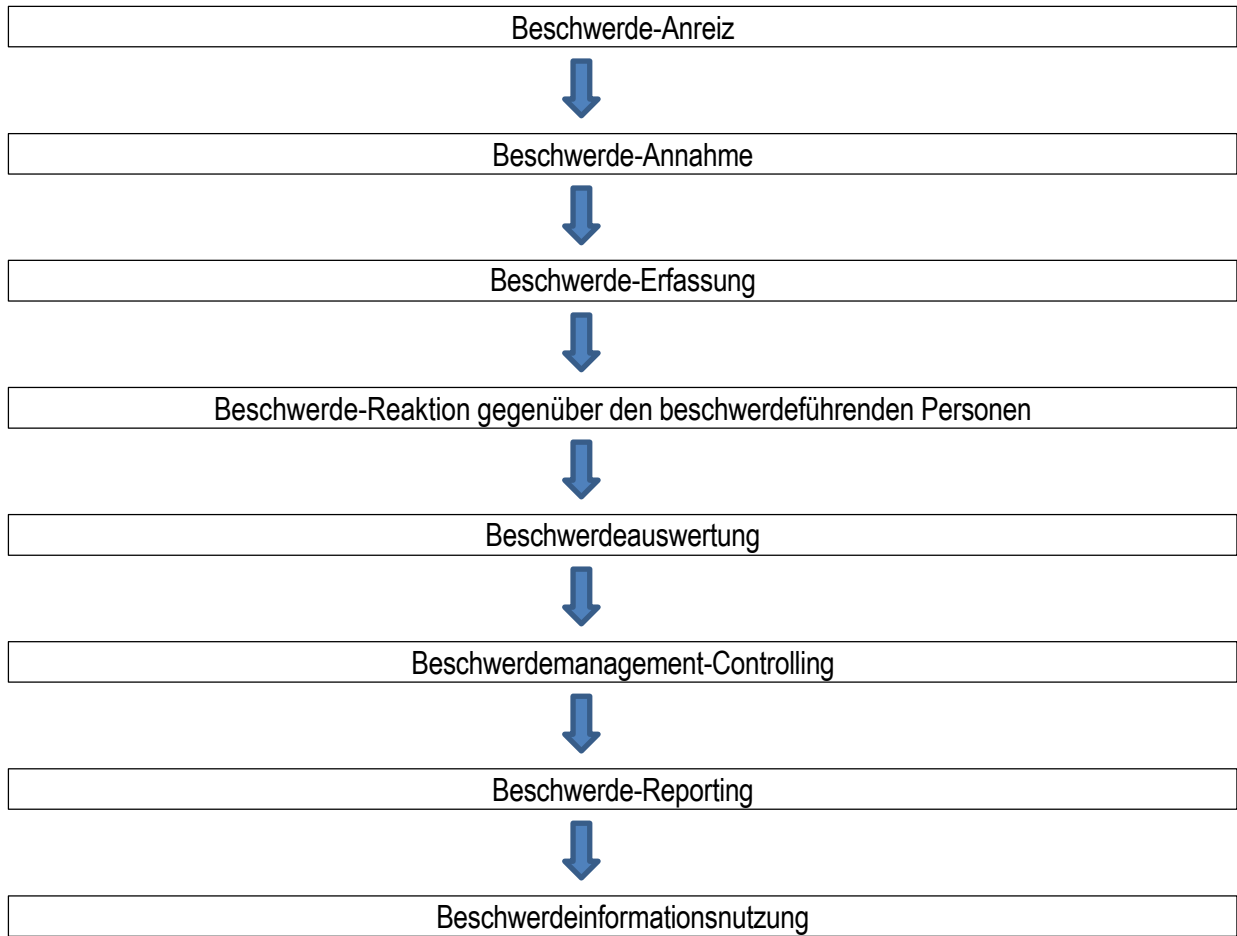 Beschwerde-Anreiz
Beschwerde-Annahme
Beschwerde-Erfassung
Beschwerde-Reaktion gegenüber den beschwerdeführenden Personen
Beschwerdeauswertung
Beschwerdemanagement-Controlling
Beschwerde-Reporting
Beschwerdeinformationsnutzung